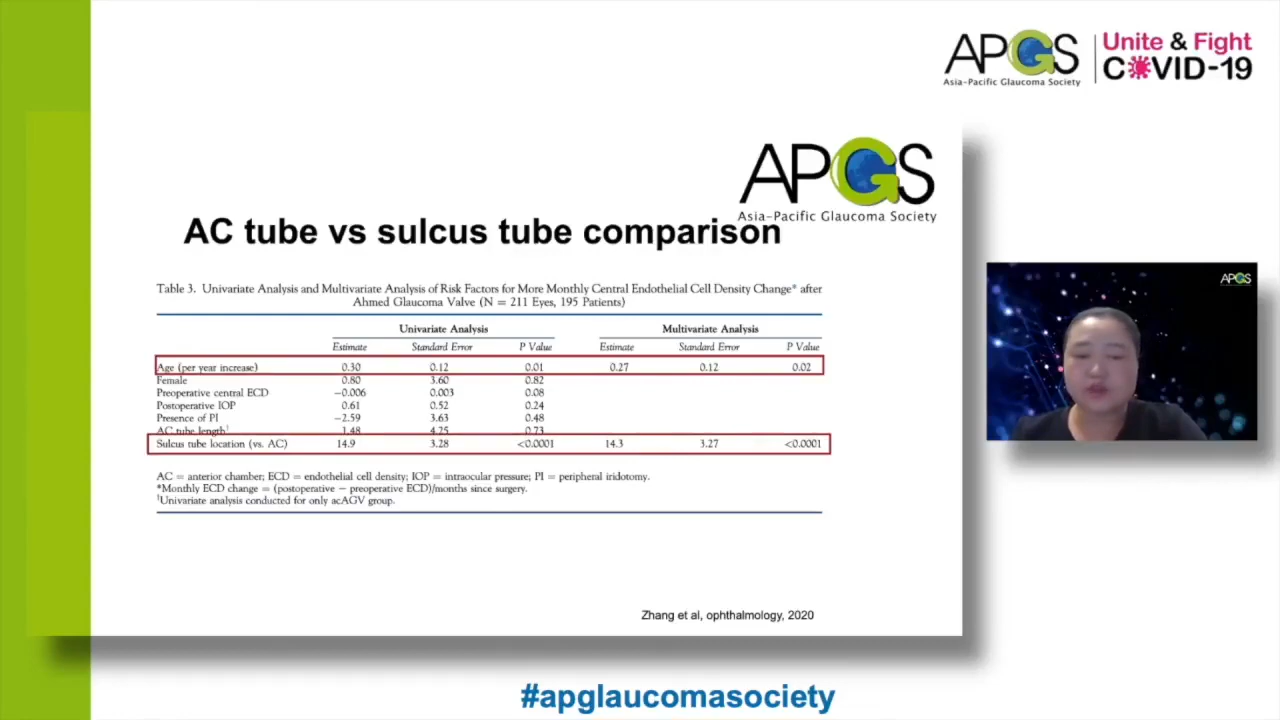 APGS
Asia-Pacific Glaucoma Society
Unite & Fight
COVID-19
APGS
Asia-Pacific Glaucoma Society
AC tube vs sulcus tube comparison
Table 3. Univariate Analysis and Multivariate Analysis of Risk Factors for More Monthly Central Endothelial Cell Density Change* after
Ahmed Glaucoma Valve (N = 211 Eyes, 195 Patients)
Univariate Analysis Multivariate Analysis
Estimate Standard Error P Value Estimate Standard Error P Value
Age (per year increase) 0.30 0.12 0.01 0.27 0.12 0.02
Female 0.80 3.60 0.82
Preoperative central ECD −0.006 0.003 0.08
Postoperative IOP 0.61 0.52 0.24
Presence of PI −2.59 3.63 0.48
AC tube length† 1.48 4.25 0.73
Sulcus tube location (vs. AC) 14.9 3.28 <0.0001 14.3 3.27 <0.0001
AC = anterior chamber; ECD = endothelial cell density; IOP = intraocular pressure; PI = peripheral iridotomy.
*Monthly ECD change = (postoperative − preoperative ECD)/months since surgery.
†Univariate analysis conducted for only acAGV group.
Zhang et al, ophthalmology, 2020
APGS
#apglaucomasociety